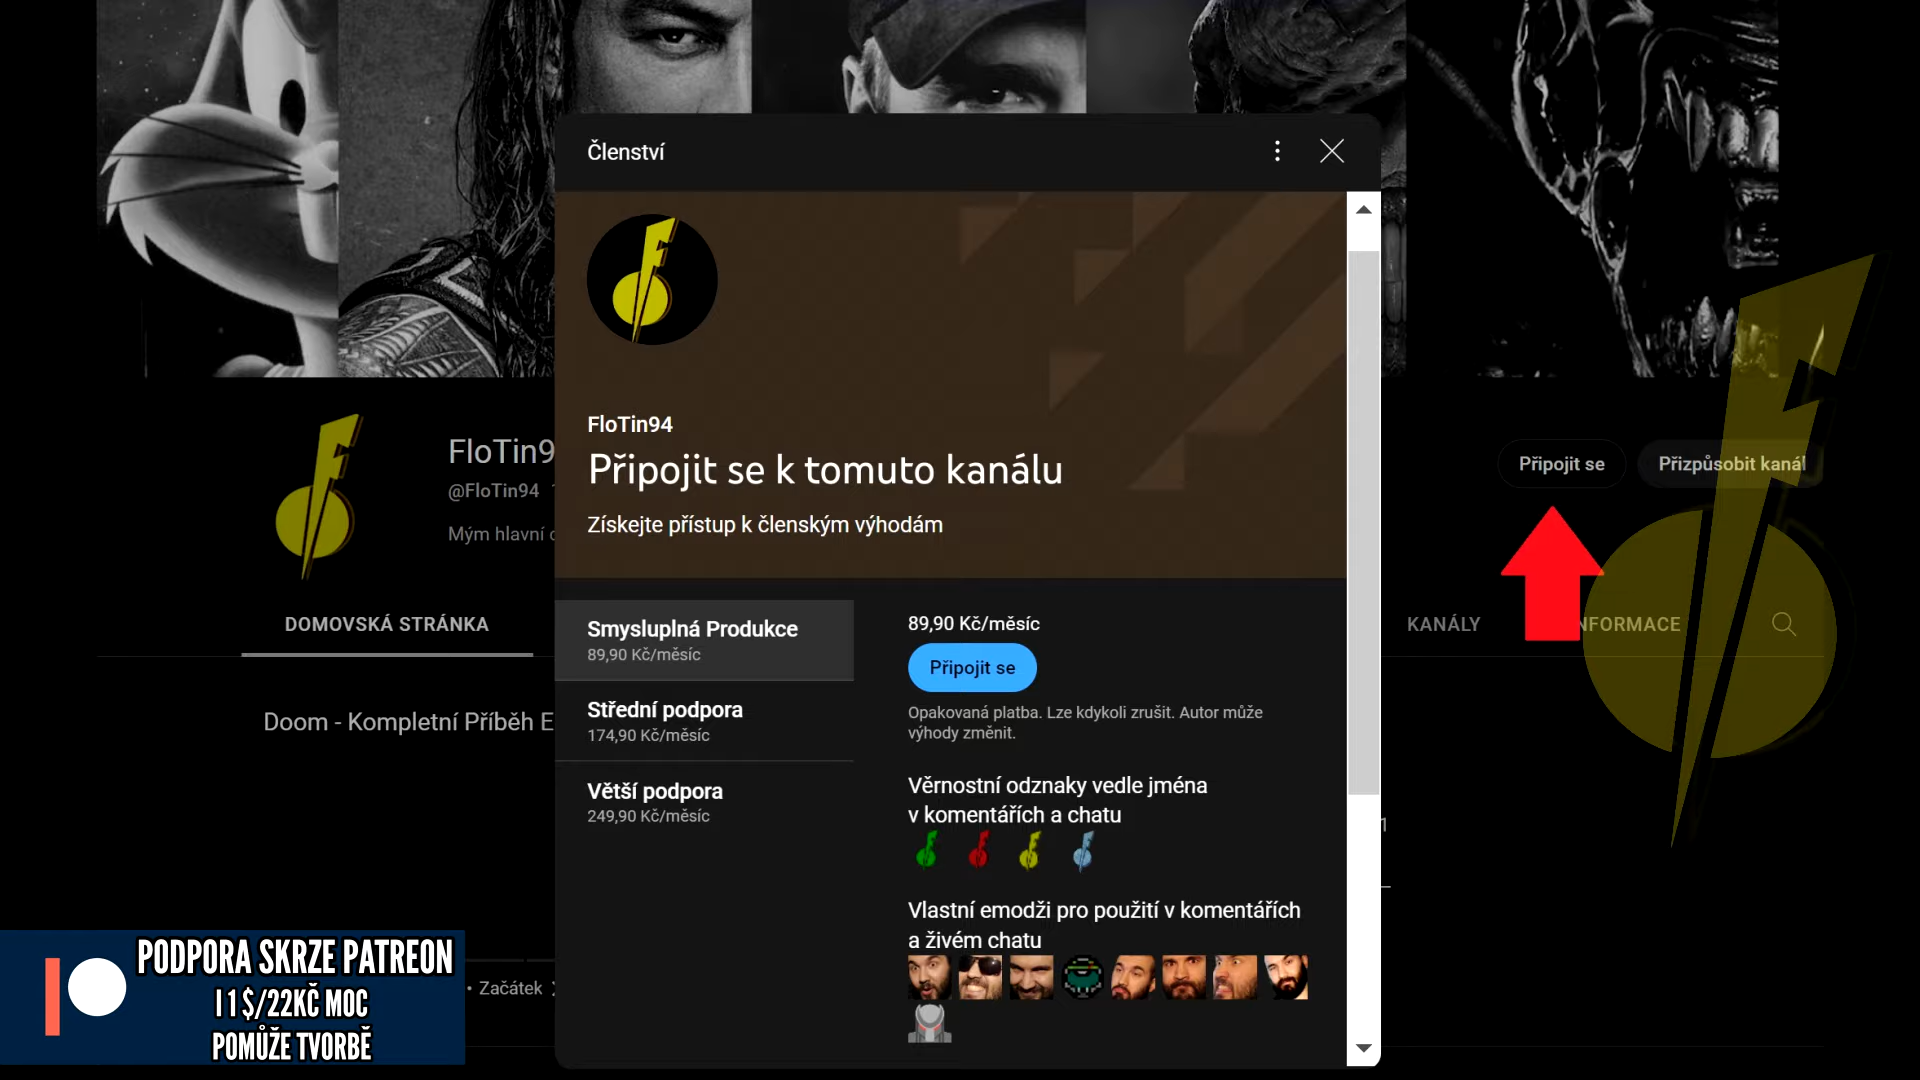 Členství
FloTin94
Připojit se k tomuto kanálu
Získejte přístup k členským výhodám
Smysluplná Produkce
89,90 Kč/měsíc
Střední podpora
174,90 Kč/měsíc
Větší podpora
249,90 Kč/měsíc
89,90 Kč/měsíc
Připojit se
Opakovaná platba. Lze kdykoli zrušit. Autor může
výhody změnit.
Věrnostní odznaky vedle jména
v komentářích a chatu
Vlastní emodži pro použití v komentářích
a živém chatu
FloTin9
@FloTin94
Mým hlavní
DOMOVSKÁ STRÁNKA
Doom - Kompletní Příběh E
• Začátek
Připojit se
Přizpůsobit kanál
KANÁLY
NFORMACE
PODPORA SKRZE PATREON
I 1 $/22KČ MOC
POMŮŽE TVORBĚ